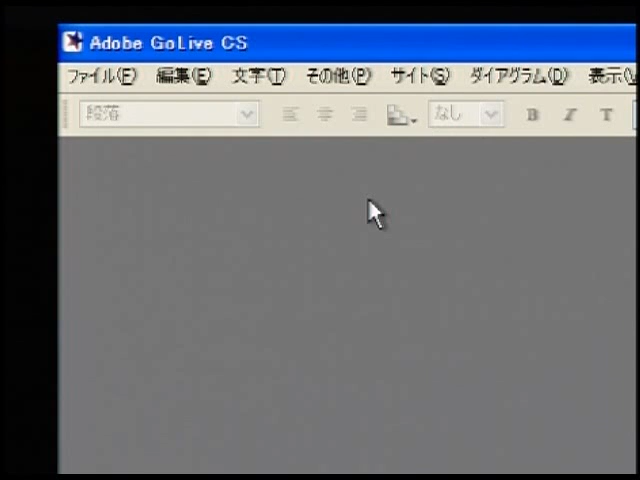 Adobe GoLive CS
ファイル(F) 編集(E) 文字(T) その他(P) サイト(S) ダイアグラム(D) 表示(V
段落 なし B I T